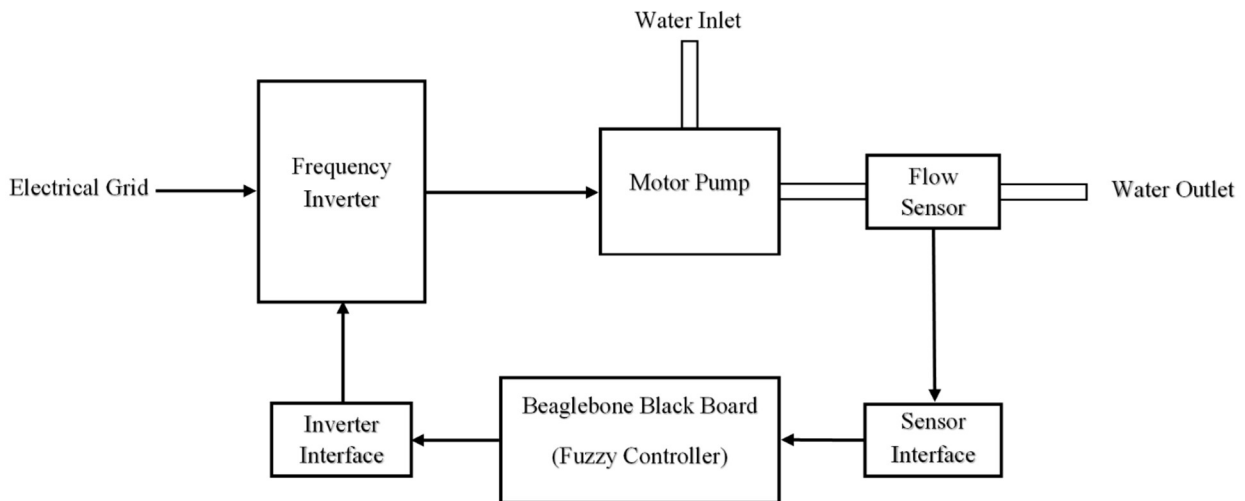 Water Inlet
Frequency
Inverter
Motor Pump
Flow
Sensor
Electrical Grid
Water Outlet
Beaglebone Black Board
(Fuzzy Controller)
Inverter
Interface
Sensor
Interface